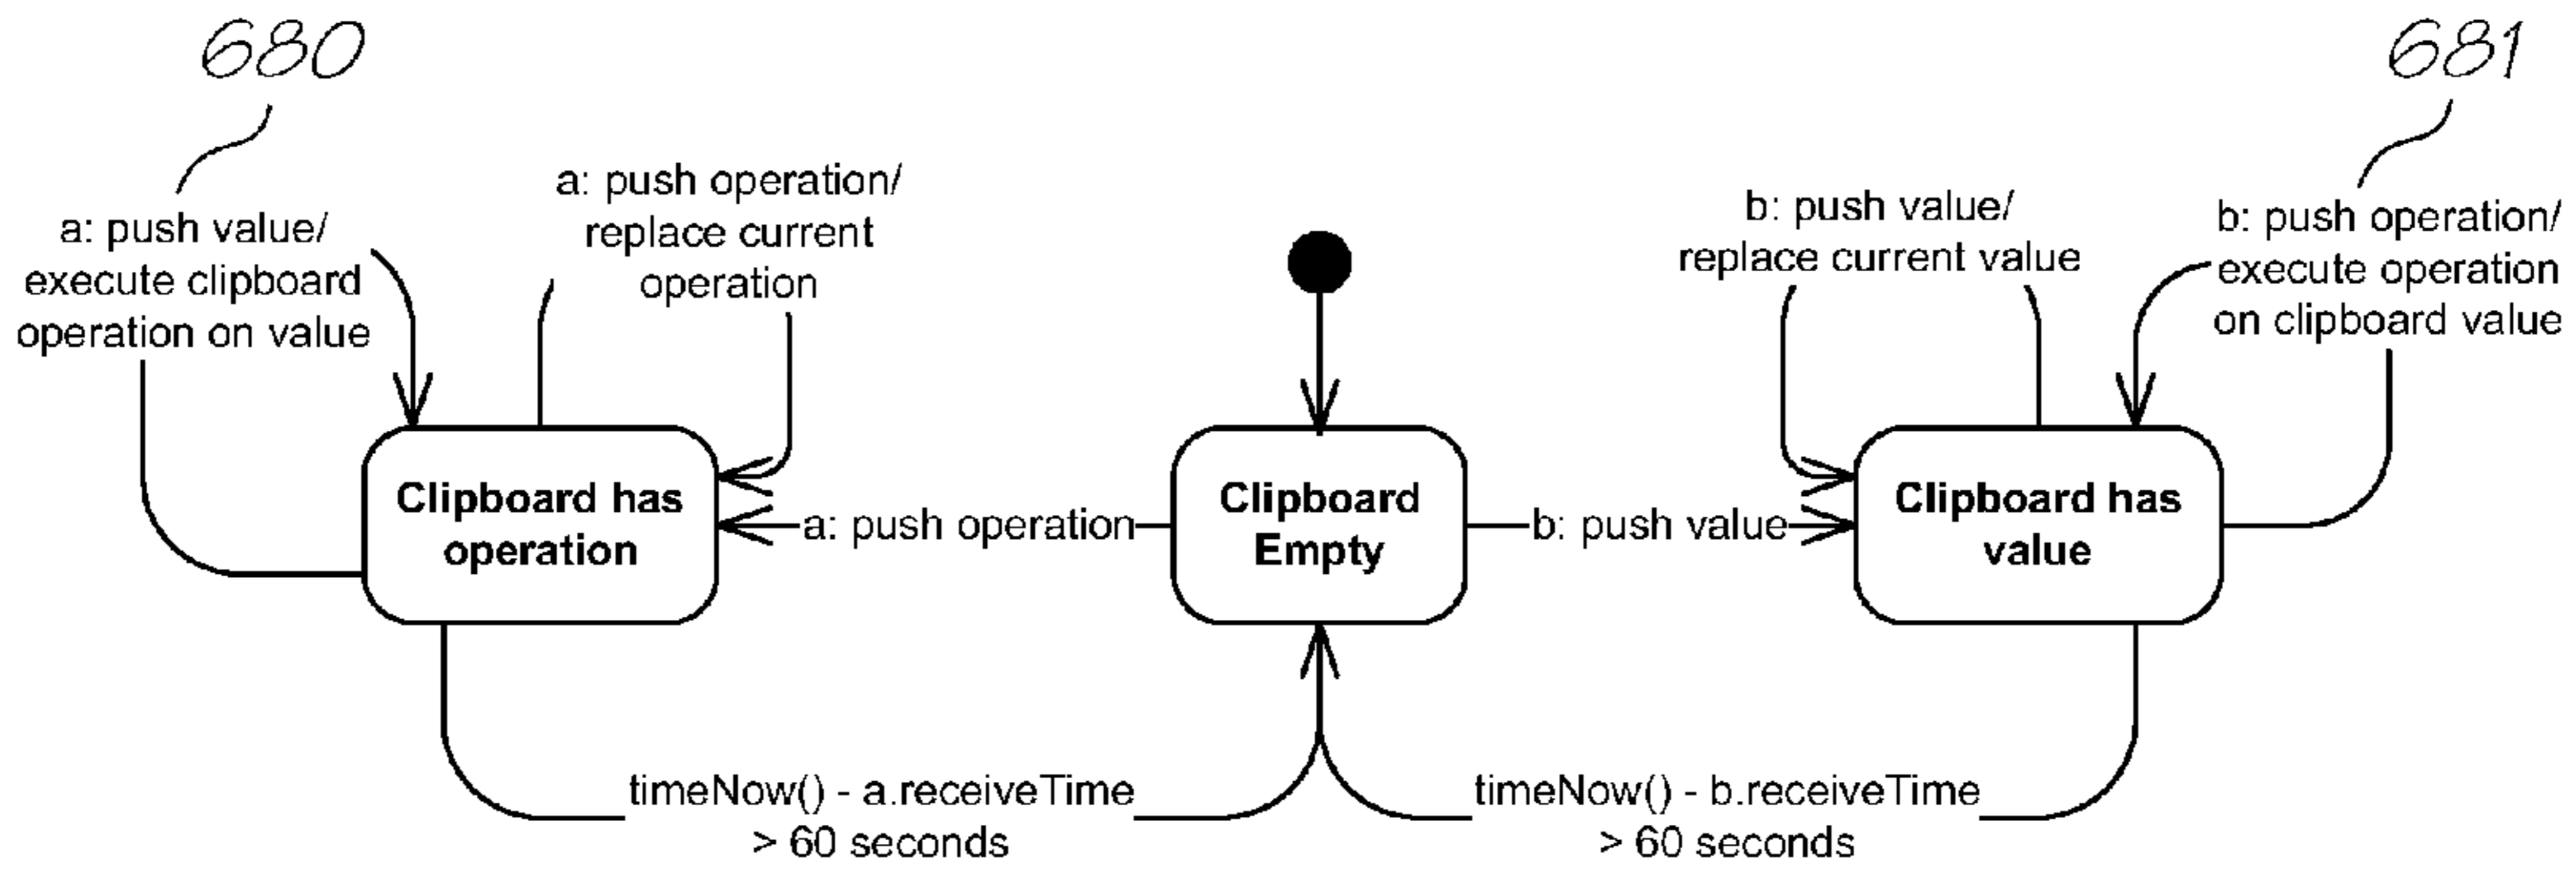 680
681
a: push value/
execute clipboard
operation on value
a: push operation/
replace current
operation
b: push value/
replace current value
b: push operation/
execute operation
on clipboard value
Clipboard has
operation
a: push operation
Clipboard
Empty
b: push value
Clipboard has
value
timeNow() - a.receiveTime
> 60 seconds
timeNow() - b.receiveTime
> 60 seconds